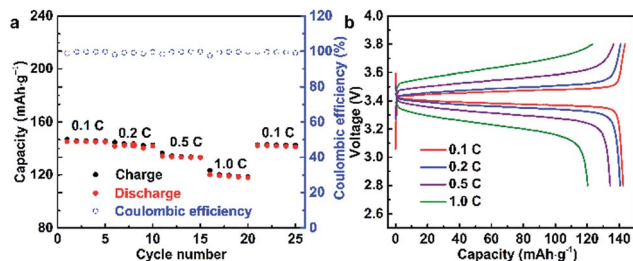 a
240
200
160
120
80
Capacity (mAh·g⁻¹)
0.1 C
0.2 C
0.5 C
1.0 C
0.1 C
Charge
Discharge
Coulombic efficiency
0 5 10 15 20 25
Cycle number
120
100
80
60
40
20
0
Coulombic efficiency (%)
b
4.0
3.8
3.6
3.4
3.2
3.0
2.8
2.6
Voltage (V)
0.1 C
0.2 C
0.5 C
1.0 C
0 20 40 60 80 100 120 140
Capacity (mAh·g⁻¹)